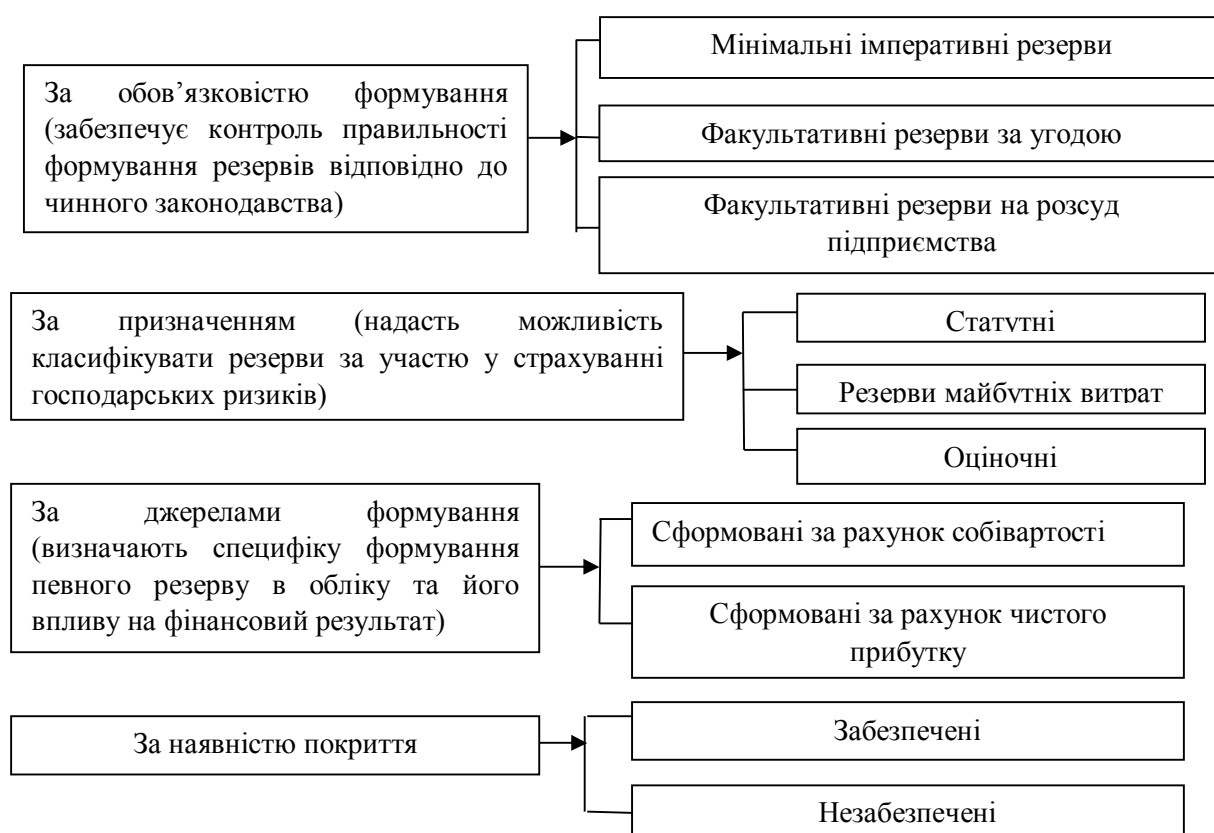 За обов’язковістю формування
(забезпечує контроль правильності
формування резервів відповідно до
чинного законодавства)
Мінімальні імперативні резерви
Факультативні резерви за угодою
Факультативні резерви на розсуд
підприємства
За призначенням (надасть можливість
класифікувати резерви за участю у страхуванні
господарських ризиків)
Статутні
Резерви майбутніх витрат
Оціночні
За джерелами формування
(визначають специфіку формування
певного резерву в обліку та його
впливу на фінансовий результат)
Сформовані за рахунок собівартості
Сформовані за рахунок чистого
прибутку
За наявністю покриття
Забезпечені
Незабезпечені